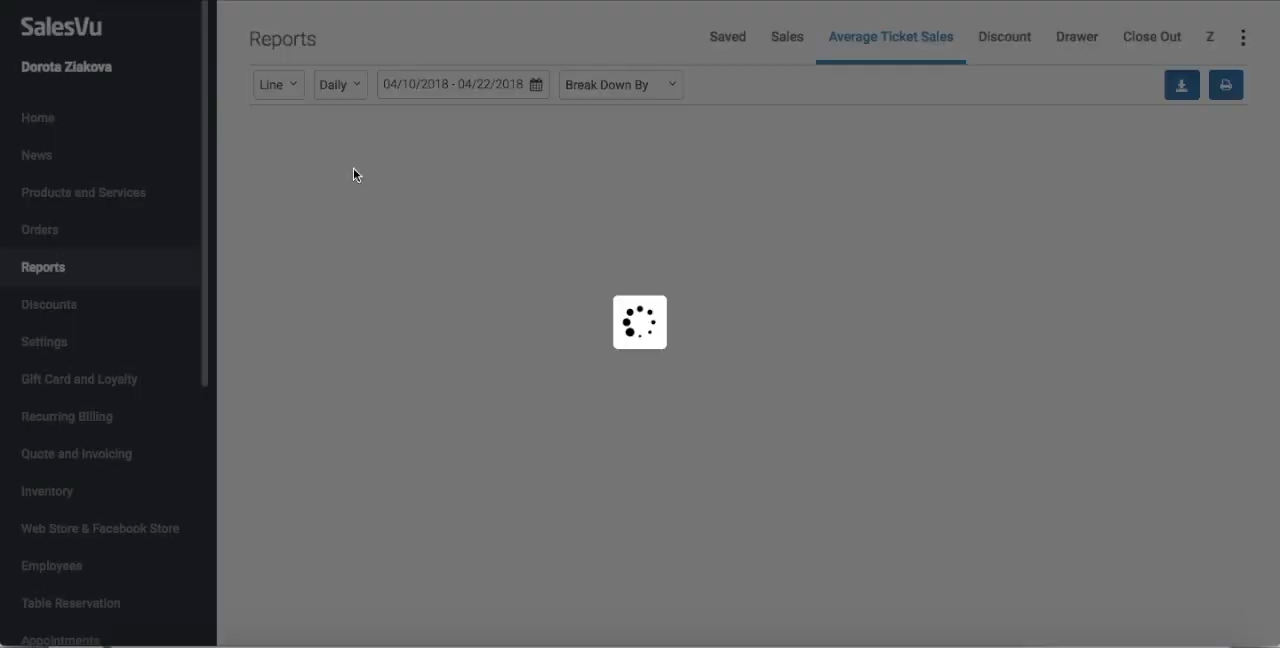 SalesVu
Dorota Ziakova
Home
News
Products and Services
Orders
Reports
Discounts
Settings
Gift Card and Loyalty
Recurring Billing
Quote and Invoicing
Inventory
Web Store & Facebook Store
Employees
Table Reservation
Appointments
Reports
Saved Sales Average Ticket Sales Discount Drawer Close Out Z
Line Daily 04/10/2018 - 04/22/2018 Break Down By